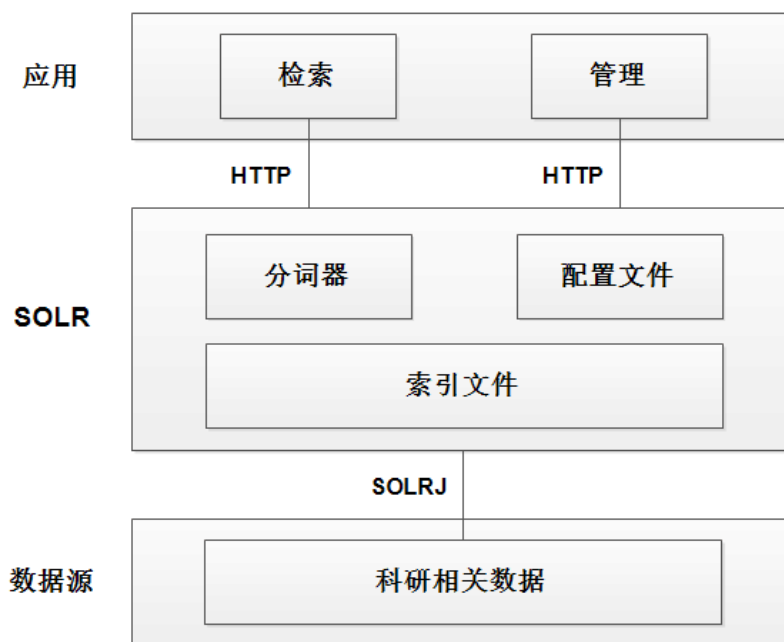 应用
检索
管理
HTTP
HTTP
SOLR
分词器
配置文件
索引文件
SOLRJ
数据源
科研相关数据